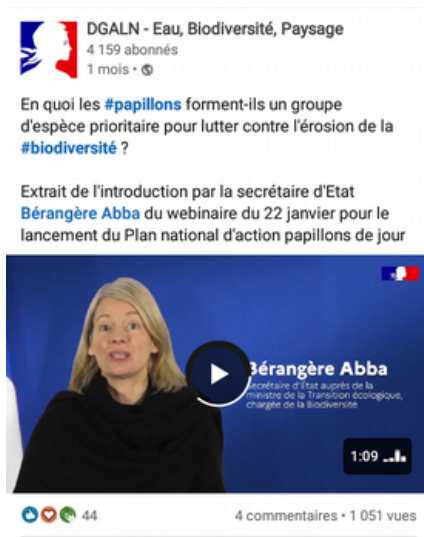 DGALN - Eau, Biodiversité, Paysage
4 159 abonnés
1 mois •
En quoi les #papillons forment-ils un groupe
d'espèce prioritaire pour lutter contre l'érosion de la
#biodiversité ?
Extrait de l'introduction par la secrétaire d'Etat
Bérangère Abba du webinaire du 22 janvier pour le
lancement du Plan national d'action papillons de jour
Bérangère Abba
Secrétaire d'État auprès de la
ministre de la Transition écologique,
chargée de la Biodiversité
1:09
44
4 commentaires • 1 051 vues